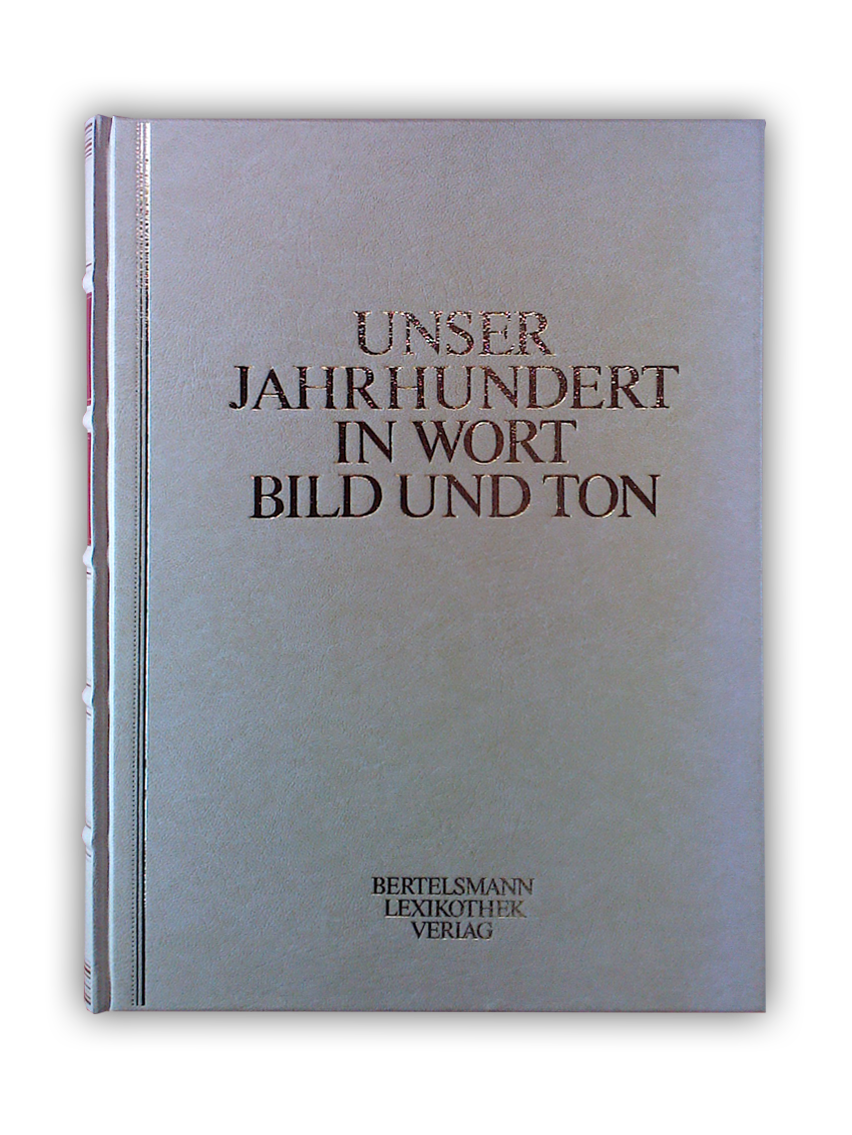 UNSER
JAHRHUNDERT
IN WORT
BILD UND TON
BERTELSMANN
LEXIKOTHEK
VERLAG